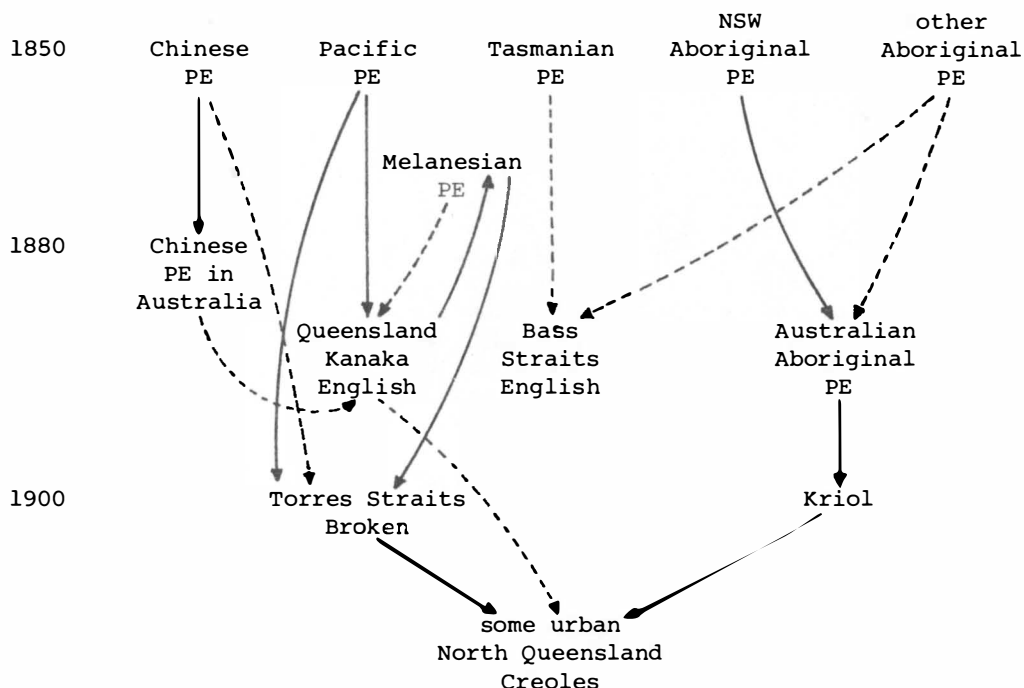 1850
Chinese
PE
Pacific
PE
Tasmanian
PE
NSW
Aboriginal
PE
other
Aboriginal
PE
Melanesian
PE
1880
Chinese
PE in
Australia
Queensland
Kanaka
English
Bass
Straits
English
Australian
Aboriginal
PE
1900
Torres Straits
Broken
Kriol
some urban
North Queensland
Creoles